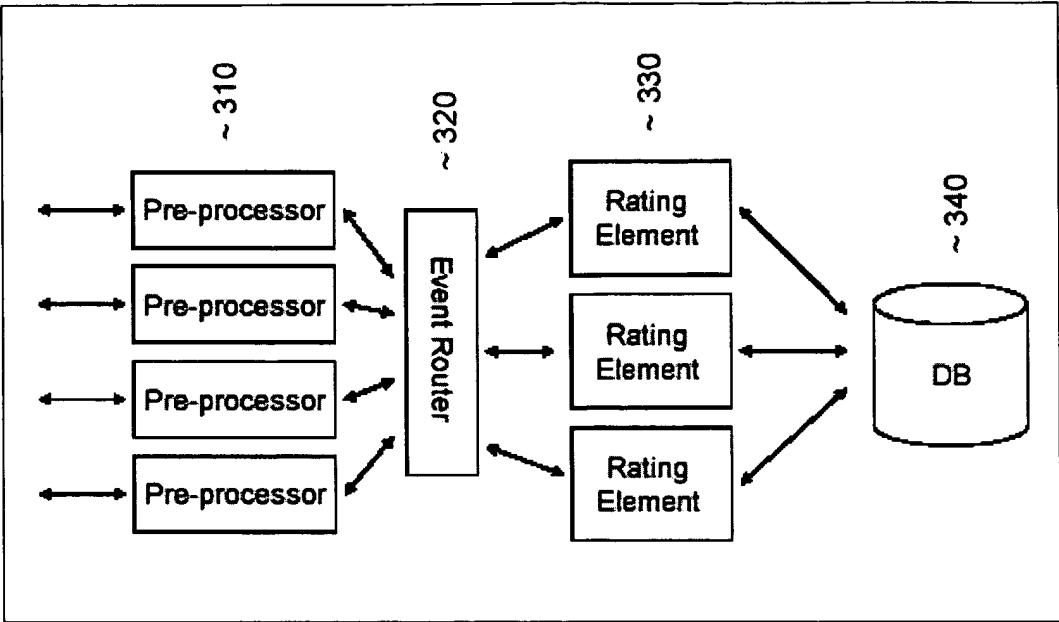 ~ 310
~ 320
~ 330
~ 340
Pre-processor
Pre-processor
Pre-processor
Pre-processor
Event Router
Rating
Element
Rating
Element
Rating
Element
DB